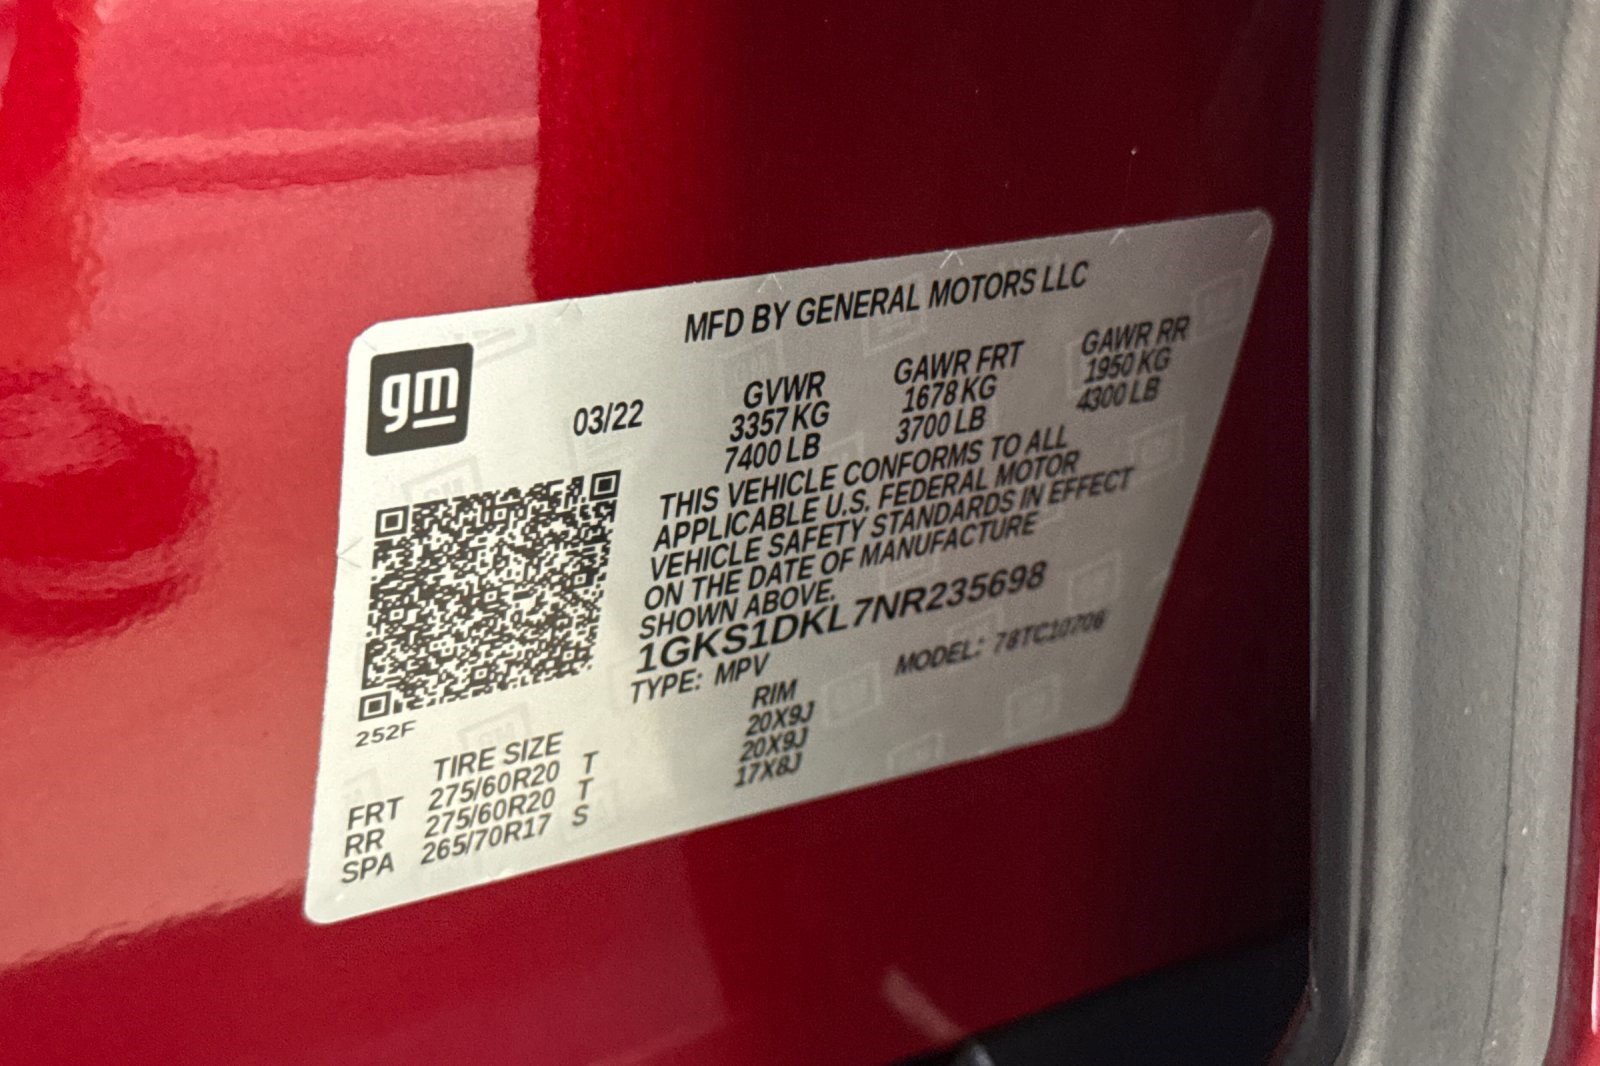 MFD BY GENERAL MOTORS LLC
gm
03/22
GVWR GAWR FRT GAWR RR
3357 KG 1678 KG 1950 KG
7400 LB 3700 LB 4300 LB
THIS VEHICLE CONFORMS TO ALL
APPLICABLE U.S. FEDERAL MOTOR
VEHICLE SAFETY STANDARDS IN EFFECT
ON THE DATE OF MANUFACTURE
SHOWN ABOVE.
1GKS1DKL7NR235698
TYPE: MPV MODEL: 78TC10706
252F
TIRE SIZE RIM
FRT 275/60R20 T 20X9J
RR 275/60R20 T 20X9J
SPA 265/70R17 S 17X8J